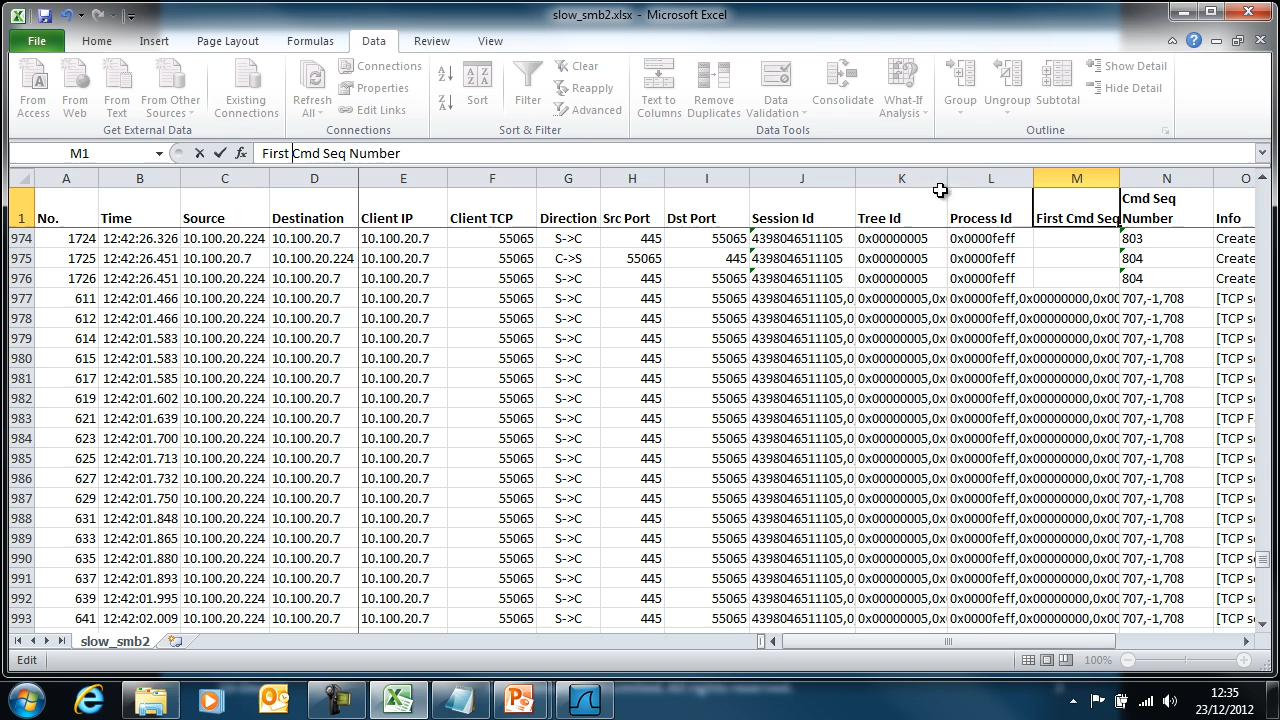 slow_smb2.xlsx - Microsoft Excel
File Home Insert Page Layout Formulas Data Review View
From Access From Web From Text From Other Sources Existing Connections Refresh All Connections Properties Edit Links Sort Filter Clear Reapply Advanced Text to Columns Remove Duplicates Data Validation Consolidate What-If Analysis Group Ungroup Subtotal Show Detail Hide Detail
Get External Data Connections Sort & Filter Data Tools Outline
M1 fx First Cmd Seq Number
A B C D E F G H I J K L M N O
1 No. Time Source Destination Client IP Client TCP Direction Src Port Dst Port Session Id Tree Id Process Id First Cmd Seq Cmd Seq Number Info
974 1724 12:42:26.326 10.100.20.224 10.100.20.7 10.100.20.7 55065 S->C 445 55065 4398046511105 0x00000005 0x0000feff 803 Create
975 1725 12:42:26.451 10.100.20.7 10.100.20.224 10.100.20.7 55065 C->S 55065 445 4398046511105 0x00000005 0x0000feff 804 Create
976 1726 12:42:26.451 10.100.20.224 10.100.20.7 10.100.20.7 55065 S->C 445 55065 4398046511105 0x00000005 0x0000feff 804 Create
977 611 12:42:01.466 10.100.20.224 10.100.20.7 10.100.20.7 55065 S->C 445 55065 4398046511105,0 0x00000005,0x 0x0000feff,0x00000000,0x00 707,-1,708 [TCP se
978 612 12:42:01.466 10.100.20.224 10.100.20.7 10.100.20.7 55065 S->C 445 55065 4398046511105,0 0x00000005,0x 0x0000feff,0x00000000,0x00 707,-1,708 [TCP se
979 614 12:42:01.583 10.100.20.224 10.100.20.7 10.100.20.7 55065 S->C 445 55065 4398046511105,0 0x00000005,0x 0x0000feff,0x00000000,0x00 707,-1,708 [TCP se
980 615 12:42:01.583 10.100.20.224 10.100.20.7 10.100.20.7 55065 S->C 445 55065 4398046511105,0 0x00000005,0x 0x0000feff,0x00000000,0x00 707,-1,708 [TCP se
981 617 12:42:01.585 10.100.20.224 10.100.20.7 10.100.20.7 55065 S->C 445 55065 4398046511105,0 0x00000005,0x 0x0000feff,0x00000000,0x00 707,-1,708 [TCP se
982 619 12:42:01.602 10.100.20.224 10.100.20.7 10.100.20.7 55065 S->C 445 55065 4398046511105,0 0x00000005,0x 0x0000feff,0x00000000,0x00 707,-1,708 [TCP se
983 621 12:42:01.639 10.100.20.224 10.100.20.7 10.100.20.7 55065 S->C 445 55065 4398046511105,0 0x00000005,0x 0x0000feff,0x00000000,0x00 707,-1,708 [TCP F
984 623 12:42:01.700 10.100.20.224 10.100.20.7 10.100.20.7 55065 S->C 445 55065 4398046511105,0 0x00000005,0x 0x0000feff,0x00000000,0x00 707,-1,708 [TCP se
985 625 12:42:01.713 10.100.20.224 10.100.20.7 10.100.20.7 55065 S->C 445 55065 4398046511105,0 0x00000005,0x 0x0000feff,0x00000000,0x00 707,-1,708 [TCP se
986 627 12:42:01.732 10.100.20.224 10.100.20.7 10.100.20.7 55065 S->C 445 55065 4398046511105,0 0x00000005,0x 0x0000feff,0x00000000,0x00 707,-1,708 [TCP se
987 629 12:42:01.750 10.100.20.224 10.100.20.7 10.100.20.7 55065 S->C 445 55065 4398046511105,0 0x00000005,0x 0x0000feff,0x00000000,0x00 707,-1,708 [TCP se
988 631 12:42:01.848 10.100.20.224 10.100.20.7 10.100.20.7 55065 S->C 445 55065 4398046511105,0 0x00000005,0x 0x0000feff,0x00000000,0x00 707,-1,708 [TCP se
989 633 12:42:01.865 10.100.20.224 10.100.20.7 10.100.20.7 55065 S->C 445 55065 4398046511105,0 0x00000005,0x 0x0000feff,0x00000000,0x00 707,-1,708 [TCP se
990 635 12:42:01.880 10.100.20.224 10.100.20.7 10.100.20.7 55065 S->C 445 55065 4398046511105,0 0x00000005,0x 0x0000feff,0x00000000,0x00 707,-1,708 [TCP se
991 637 12:42:01.893 10.100.20.224 10.100.20.7 10.100.20.7 55065 S->C 445 55065 4398046511105,0 0x00000005,0x 0x0000feff,0x00000000,0x00 707,-1,708 [TCP se
992 639 12:42:01.995 10.100.20.224 10.100.20.7 10.100.20.7 55065 S->C 445 55065 4398046511105,0 0x00000005,0x 0x0000feff,0x00000000,0x00 707,-1,708 [TCP se
993 641 12:42:02.009 10.100.20.224 10.100.20.7 10.100.20.7 55065 S->C 445 55065 4398046511105,0 0x00000005,0x 0x0000feff,0x00000000,0x00 707,-1,708 [TCP se
slow_smb2
Edit 100%
12:35
23/12/2012